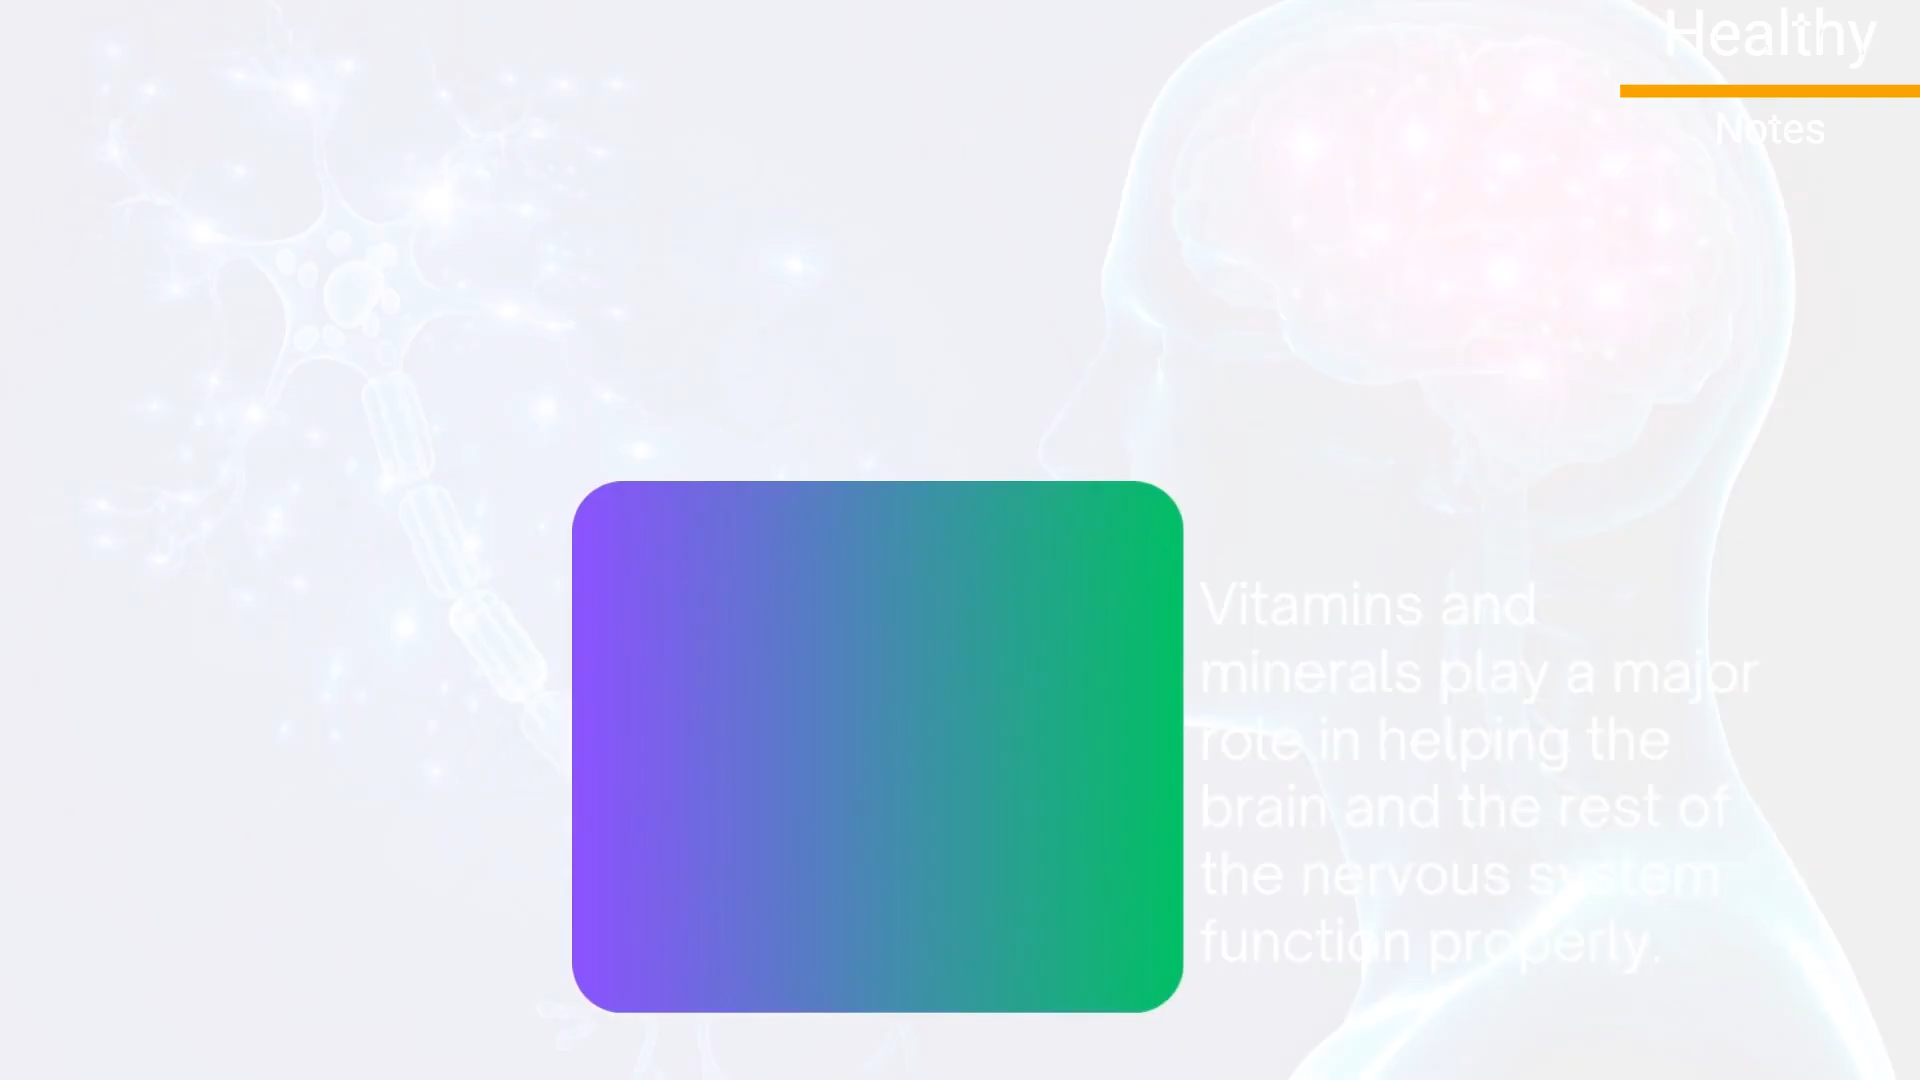 Healthy
Notes
Vitamins and
minerals play a major
role in helping the
brain and the rest of
the nervous system
function properly.